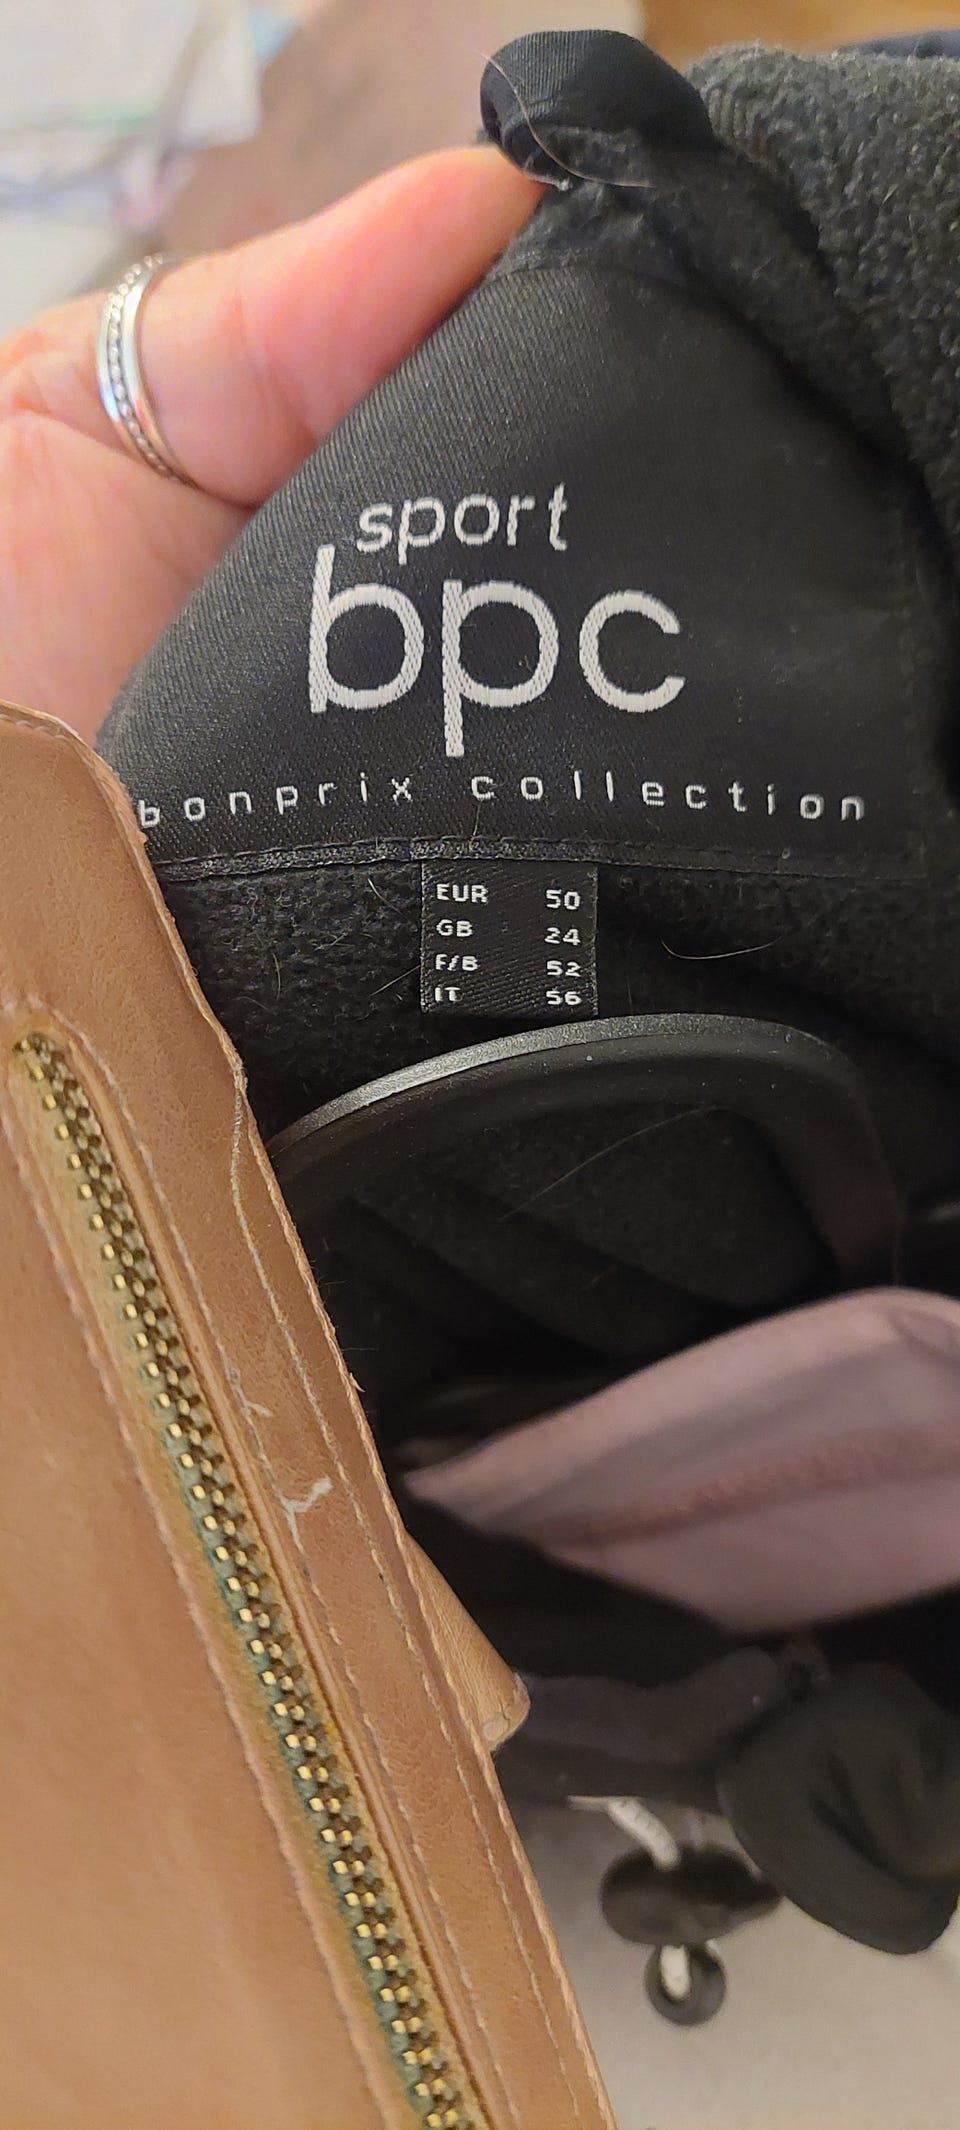 sport
bpc
bonprix collection
EUR 50
GB 24
F/B 52
IT 56